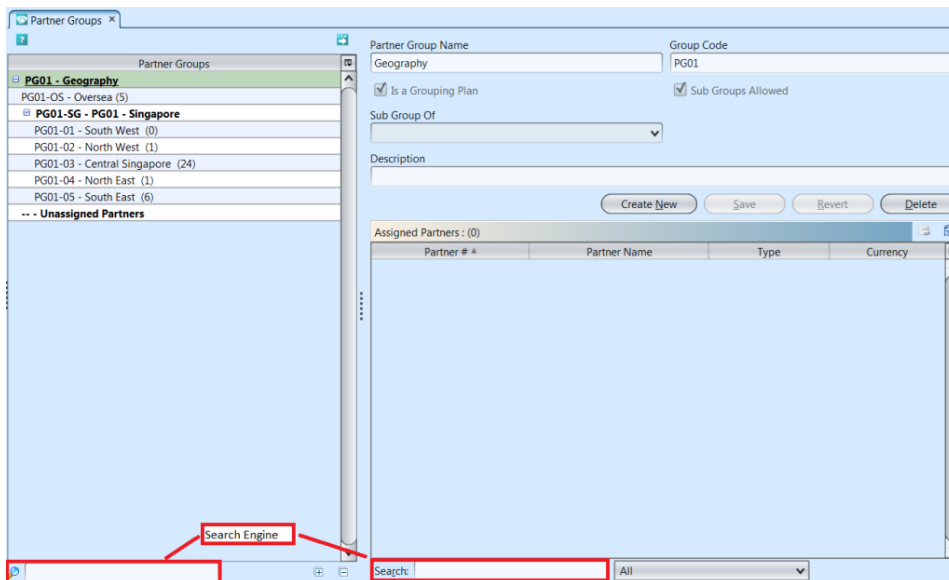 Partner Groups ×
?
Partner Groups
PG01 - Geography
PG01-OS - Oversea (5)
PG01-SG - PG01 - Singapore
PG01-01 - South West (0)
PG01-02 - North West (1)
PG01-03 - Central Singapore (24)
PG01-04 - North East (1)
PG01-05 - South East (6)
-- - Unassigned Partners
Search Engine
Partner Group Name
Group Code
Geography
PG01
Is a Grouping Plan
Sub Groups Allowed
Sub Group Of
Description
Create New
Save
Revert
Delete
Assigned Partners : (0)
Partner #
Partner Name
Type
Currency
Search:
All